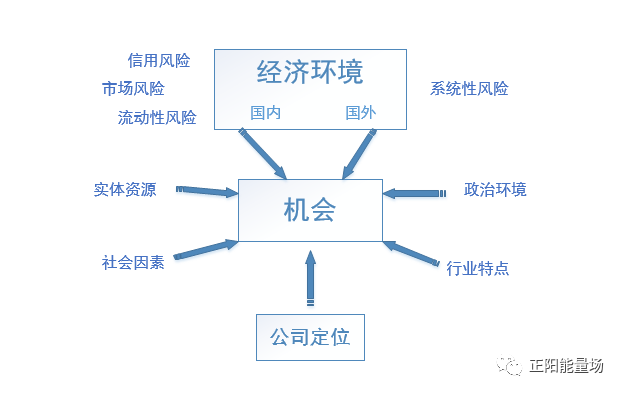 信用风险
经济环境
市场风险
系统性风险
流动性风险
国内
国外
实体资源
机会
政治环境
社会因素
行业特点
公司定位
正阳能量场